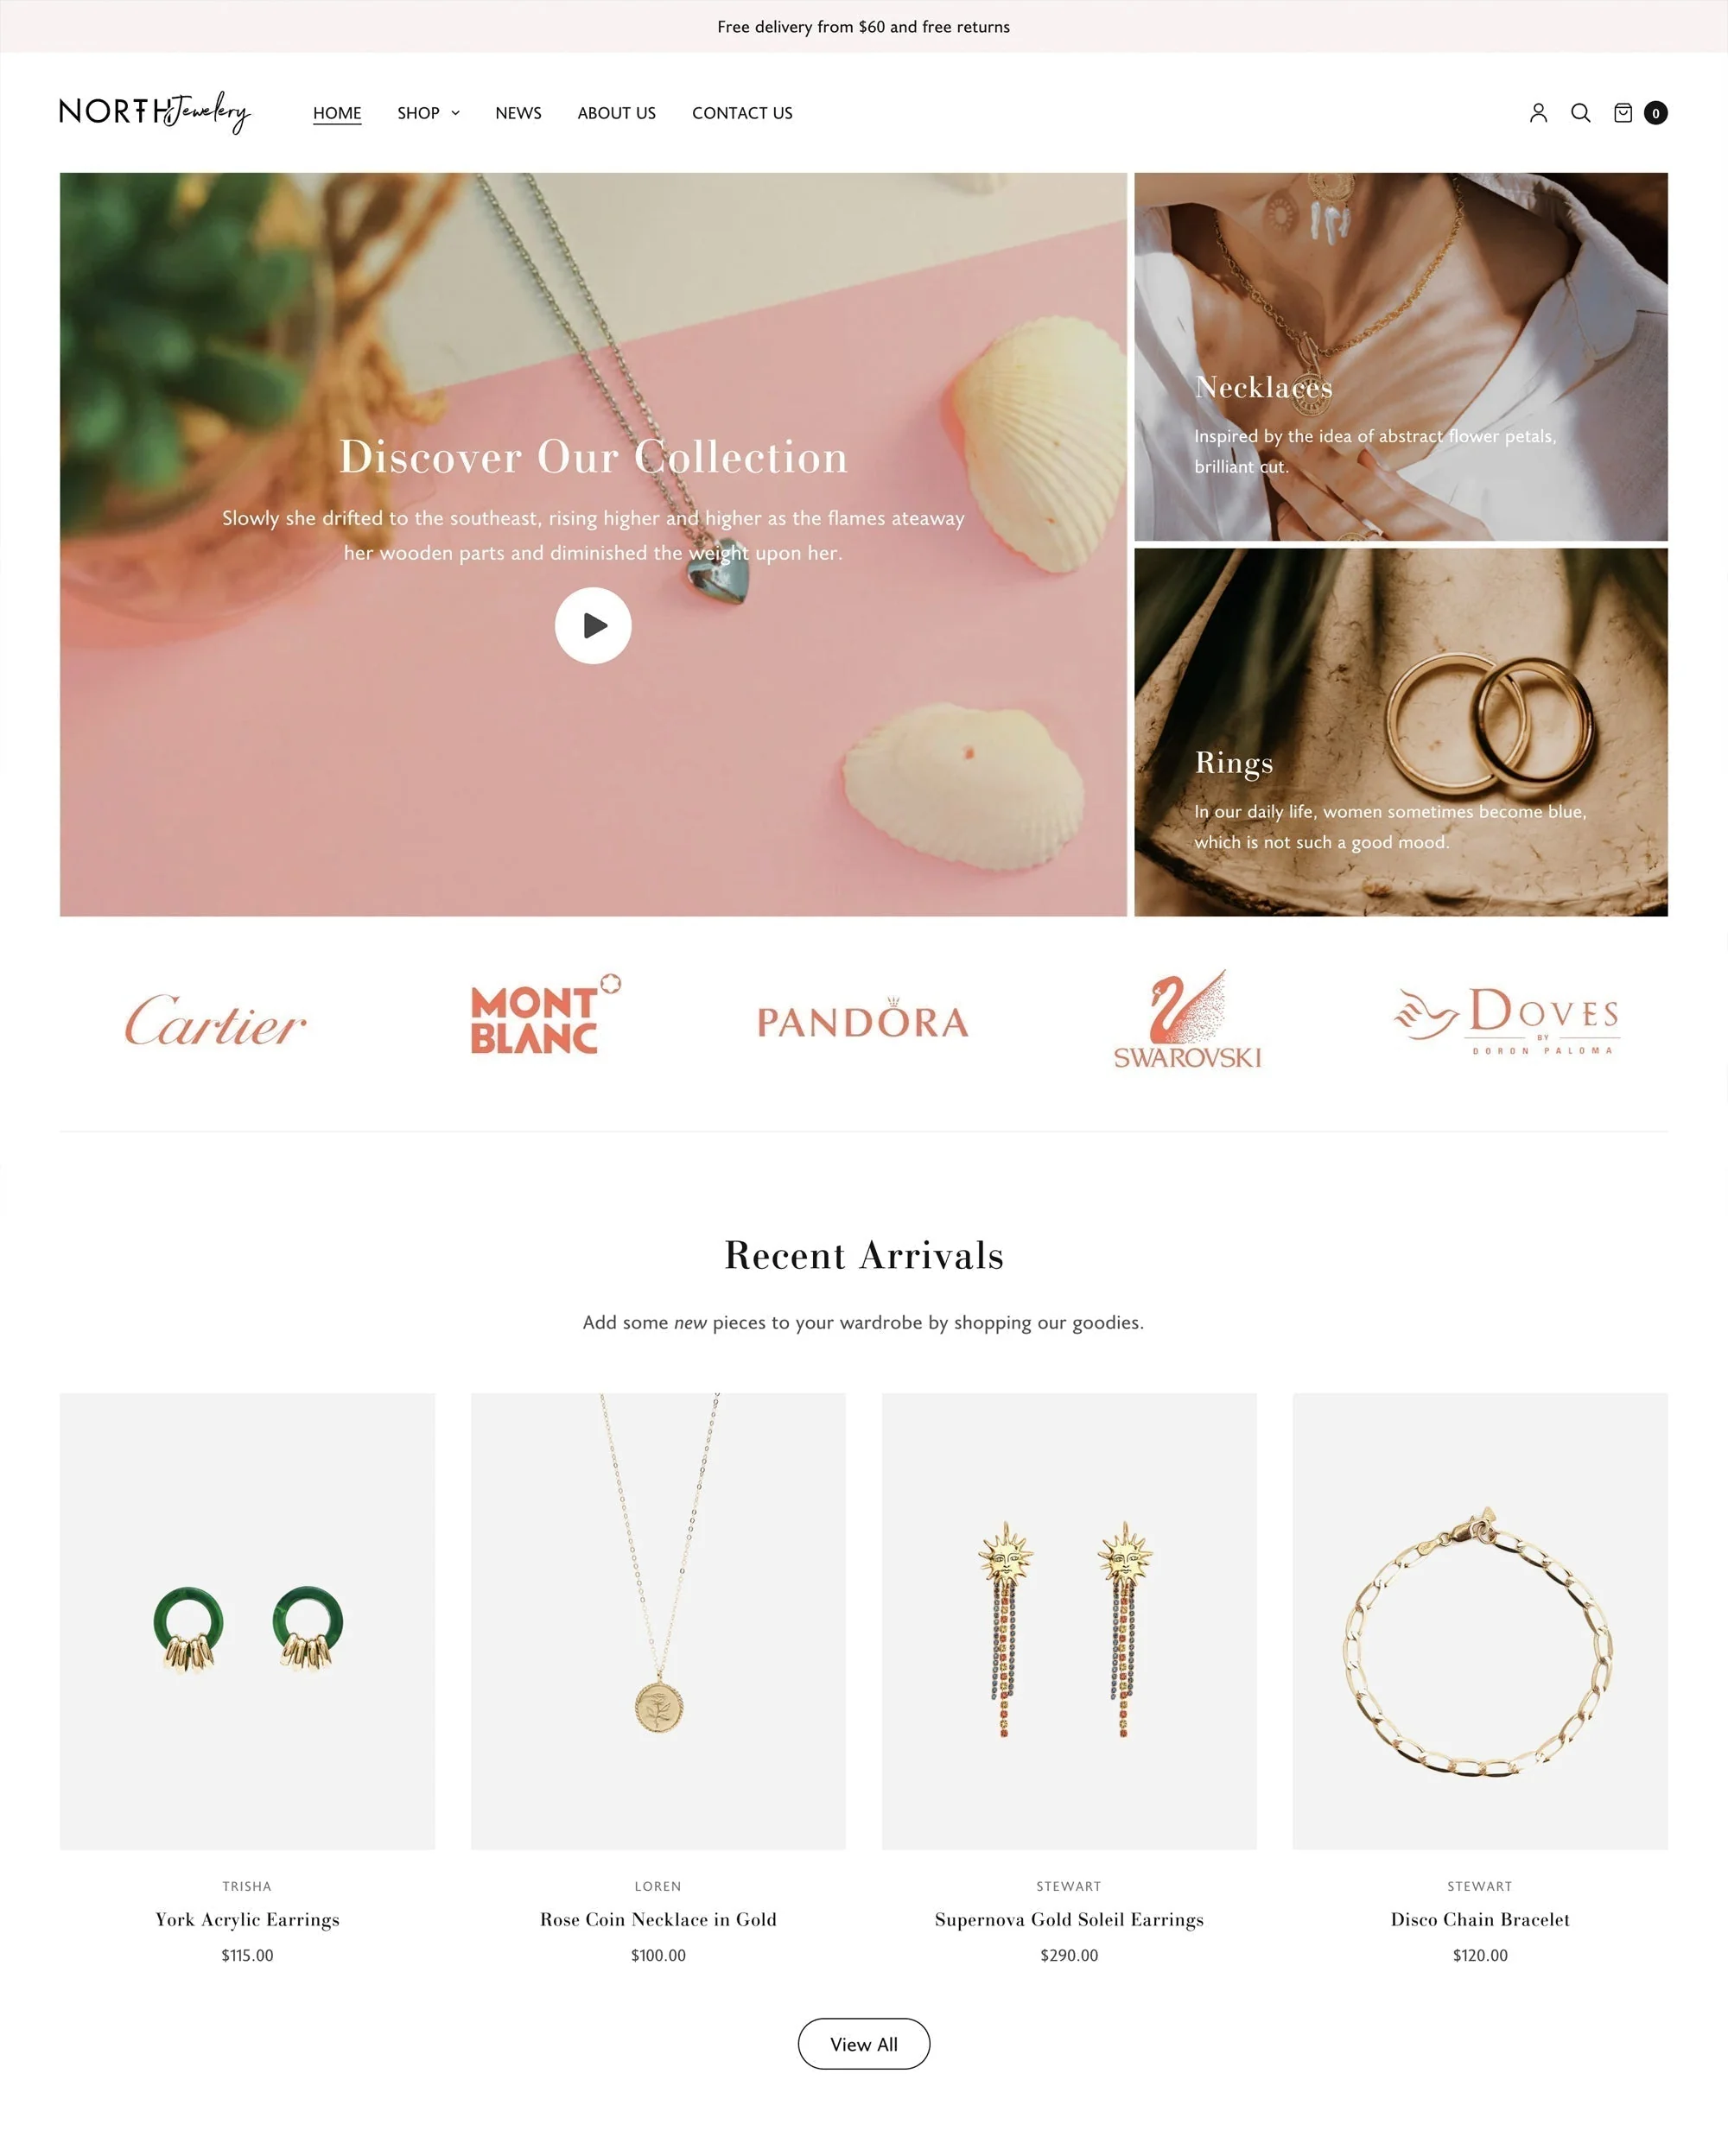 Free delivery from $60 and free returns
NORTH Jewelery
HOME
SHOP
NEWS
ABOUT US
CONTACT US
0
Discover Our Collection
Slowly she drifted to the southeast, rising higher and higher as the flames ateaway
her wooden parts and diminished the weight upon her.
Necklaces
Inspired by the idea of abstract flower petals,
brilliant cut.
Rings
In our daily life, women sometimes become blue,
which is not such a good mood.
Cartier
MONT
BLANC
PANDORA
SWAROVSKI
DOVES
BY
DORON PALOMA
Recent Arrivals
Add some new pieces to your wardrobe by shopping our goodies.
TRISHA
York Acrylic Earrings
$115.00
LOREN
Rose Coin Necklace in Gold
$100.00
STEWART
Supernova Gold Soleil Earrings
$290.00
STEWART
Disco Chain Bracelet
$120.00
View All